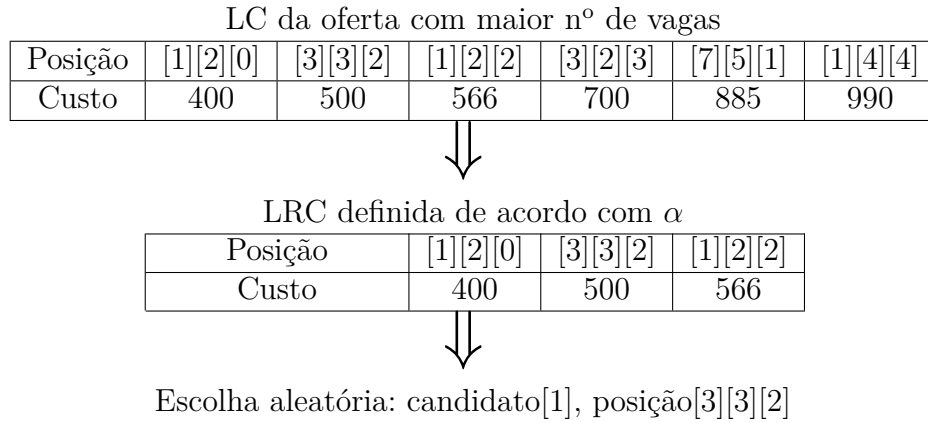 LC da oferta com maior nº de vagas
Posição [1][2][0] [3][3][2] [1][2][2] [3][2][3] [7][5][1] [1][4][4]
Custo 400 500 566 700 885 990
LRC definida de acordo com α
Posição [1][2][0] [3][3][2] [1][2][2]
Custo 400 500 566
Escolha aleatória: candidato[1], posição[3][3][2]